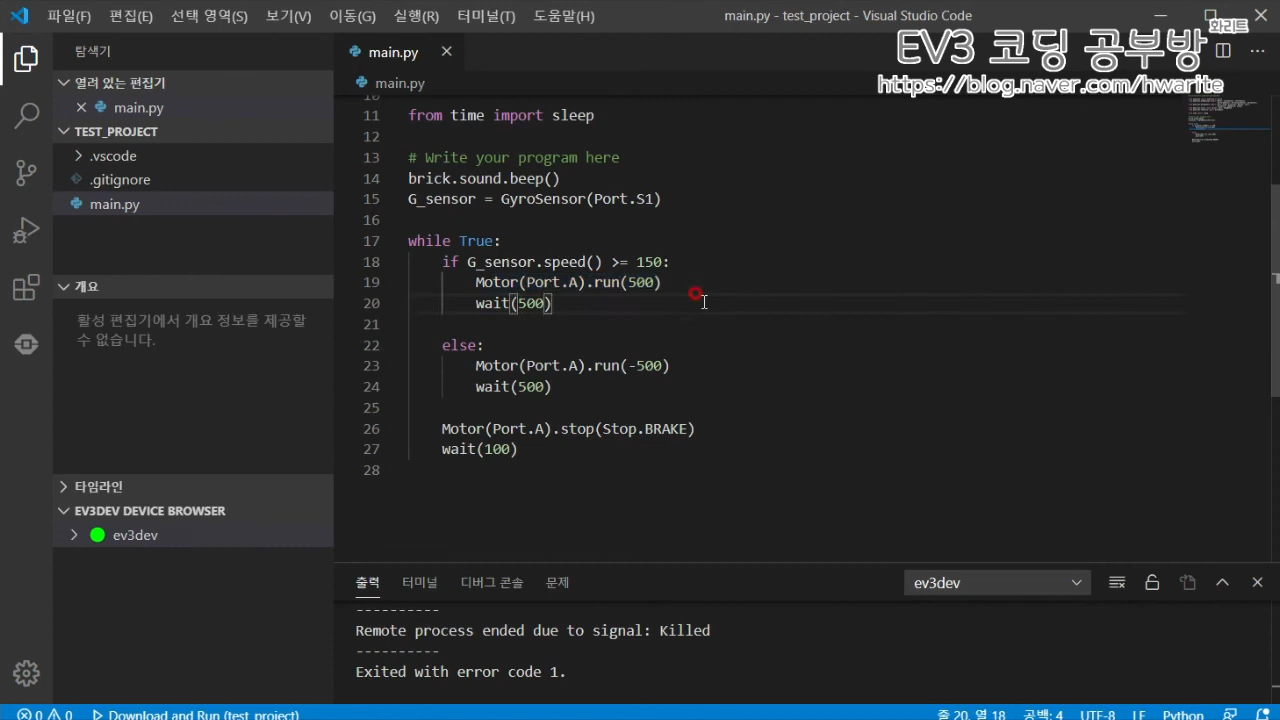 파일(F) 편집(E) 선택 영역(S) 보기(V) 이동(G) 실행(R) 터미널(T) 도움말(H) main.py - test_project - Visual Studio Code
화리트
EV3 코딩 공부방
https://blog.naver.com/hwarite
탐색기
열려 있는 편집기
main.py
TEST_PROJECT
.vscode
.gitignore
main.py
개요
활성 편집기에서 개요 정보를 제공할
수 없습니다.
타임라인
EV3DEV DEVICE BROWSER
ev3dev
main.py
main.py
10
11 from time import sleep
12
13 # Write your program here
14 brick.sound.beep()
15 G_sensor = GyroSensor(Port.S1)
16
17 while True:
18 if G_sensor.speed() >= 150:
19 Motor(Port.A).run(500)
20 wait(500)
21
22 else:
23 Motor(Port.A).run(-500)
24 wait(500)
25
26 Motor(Port.A).stop(Stop.BRAKE)
27 wait(100)
28
출력 터미널 디버그 콘솔 문제 ev3dev
----------
Remote process ended due to signal: Killed
----------
Exited with error code 1.
0 0 Download and Run (test_project) 줄 20, 열 18 공백: 4 UTF-8 LF Python